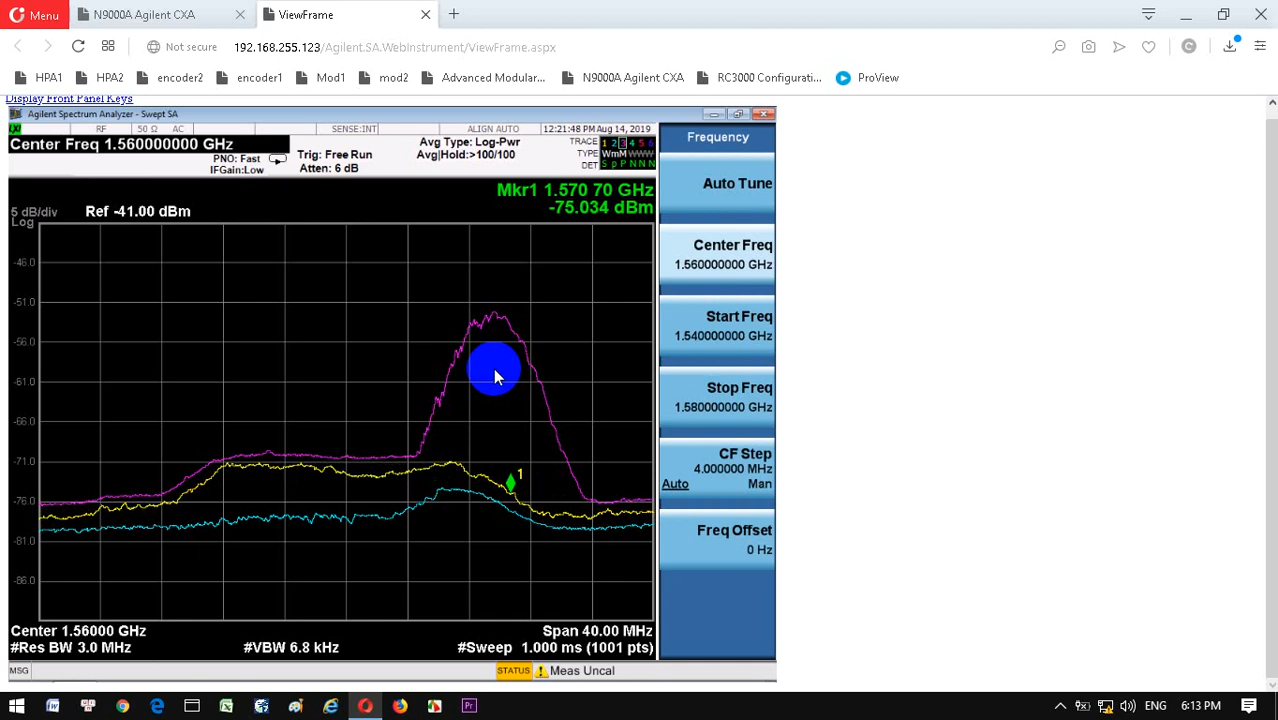 Menu
N9000A Agilent CXA
ViewFrame
Not secure
192.168.255.123/Agilent.SA.WebInstrument/ViewFrame.aspx
HPA1
HPA2
encoder2
encoder1
Mod1
mod2
Advanced Modular...
N9000A Agilent CXA
RC3000 Configurati...
ProView
Display Front Panel Keys
Agilent Spectrum Analyzer - Swept SA
RF
50 Ω
AC
SENSE:INT
ALIGN AUTO
12:21:48 PM Aug 14, 2019
Center Freq 1.560000000 GHz
PNO: Fast
IFGain:Low
Trig: Free Run
Atten: 6 dB
Avg Type: Log-Pwr
Avg|Hold:>100/100
TRACE 1 2 3 4 5 6
TYPE
DET S p P N N N
Frequency
Mkr1 1.570 70 GHz
-75.034 dBm
5 dB/div
Log
Ref -41.00 dBm
-46.0
-51.0
-56.0
-61.0
-66.0
-71.0
-76.0
-81.0
-86.0
1
Auto Tune
Center Freq
1.560000000 GHz
Start Freq
1.540000000 GHz
Stop Freq
1.580000000 GHz
CF Step
4.000000 MHz
Auto Man
Freq Offset
0 Hz
Center 1.56000 GHz
Span 40.00 MHz
#Res BW 3.0 MHz
#VBW 6.8 kHz
#Sweep 1.000 ms (1001 pts)
MSG
STATUS
Meas Uncal
ENG
6:13 PM